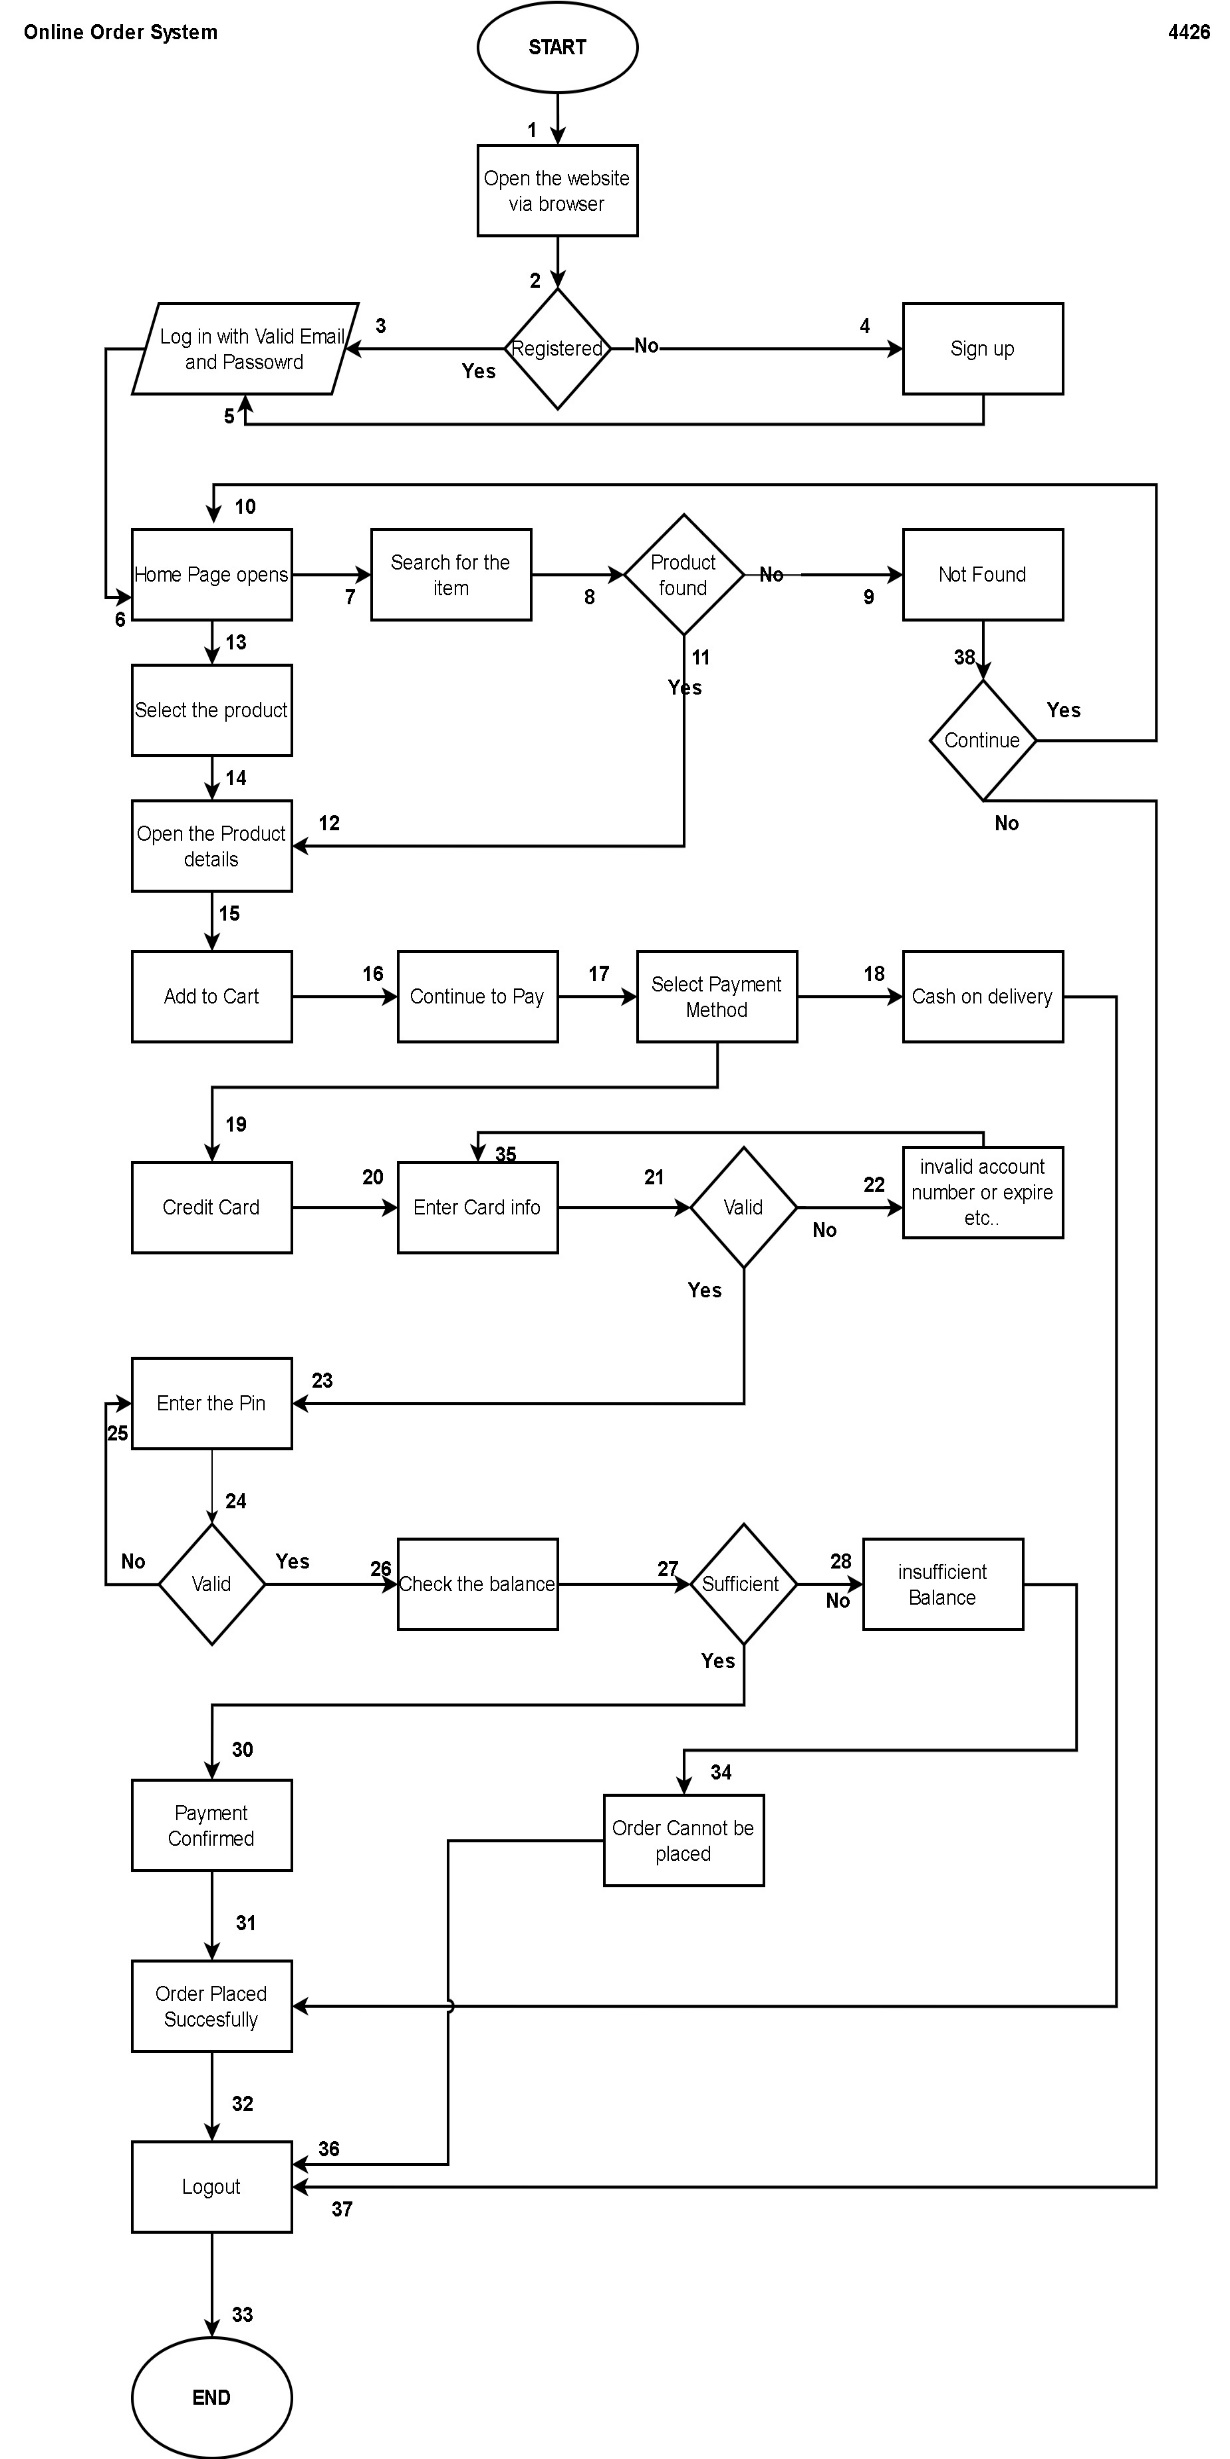 Online Order System
4426
START
1
Open the website
via browser
2
Log in with Valid Email
and Passowrd
3
Yes
Registered
No
4
Sign up
5
10
Home Page opens
6
7
Search for the
item
8
Product
found
No
9
Not Found
13
11
Yes
38
Select the product
Continue
Yes
14
Open the Product
details
12
No
15
Add to Cart
16
Continue to Pay
17
Select Payment
Method
18
Cash on delivery
19
Credit Card
20
35
Enter Card info
21
Valid
22
No
invalid account
number or expire
etc..
Yes
Enter the Pin
23
25
24
No
Valid
Yes
26
Check the balance
27
Sufficient
28
No
insufficient
Balance
Yes
30
34
Payment
Confirmed
Order Cannot be
placed
31
Order Placed
Succesfully
32
Logout
36
37
33
END